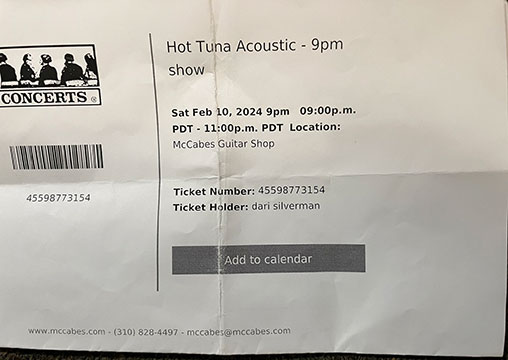 CONCERTS
45598773154
Hot Tuna Acoustic - 9pm
show
Sat Feb 10, 2024 9pm 09:00p.m.
PDT - 11:00p.m. PDT Location:
McCabes Guitar Shop
Ticket Number: 45598773154
Ticket Holder: dari silverman
Add to calendar
www.mccabes.com - (310) 828-4497 - mccabes@mccabes.com